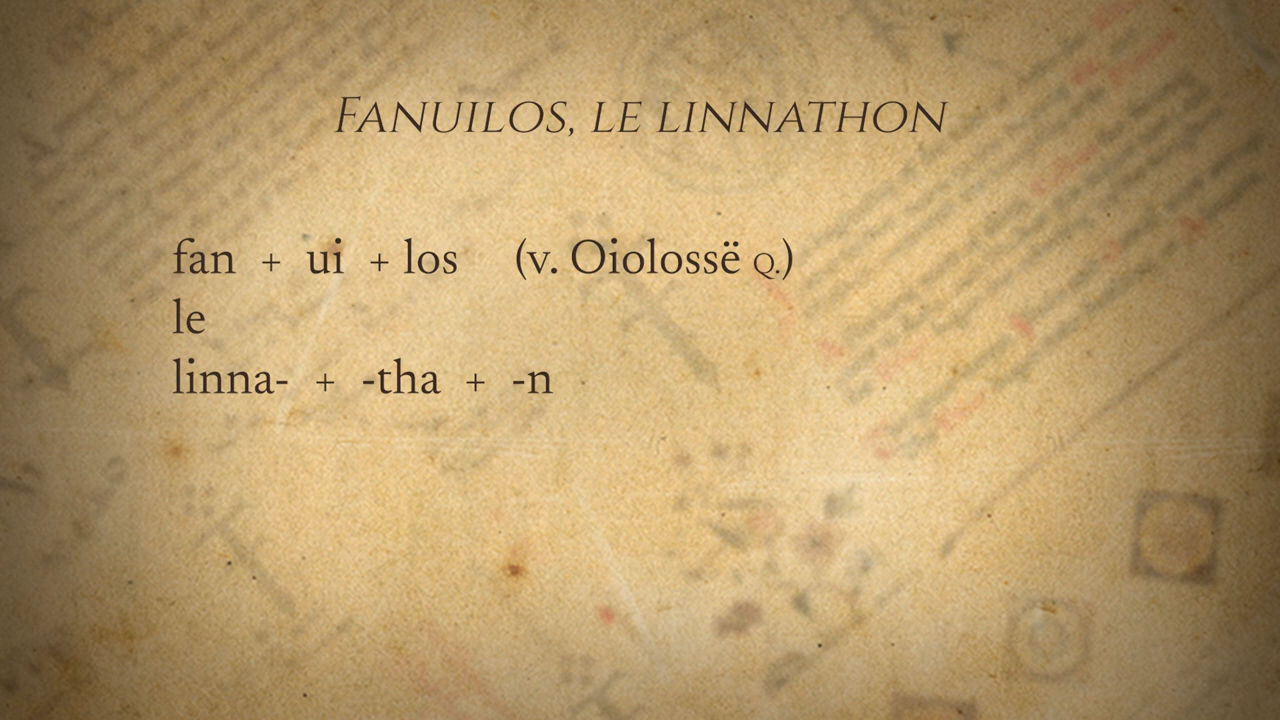 FANUILOS, LE LINNATHON
fan + ui + los (v. Oiolossë Q.)
le
linna- + -tha + -n